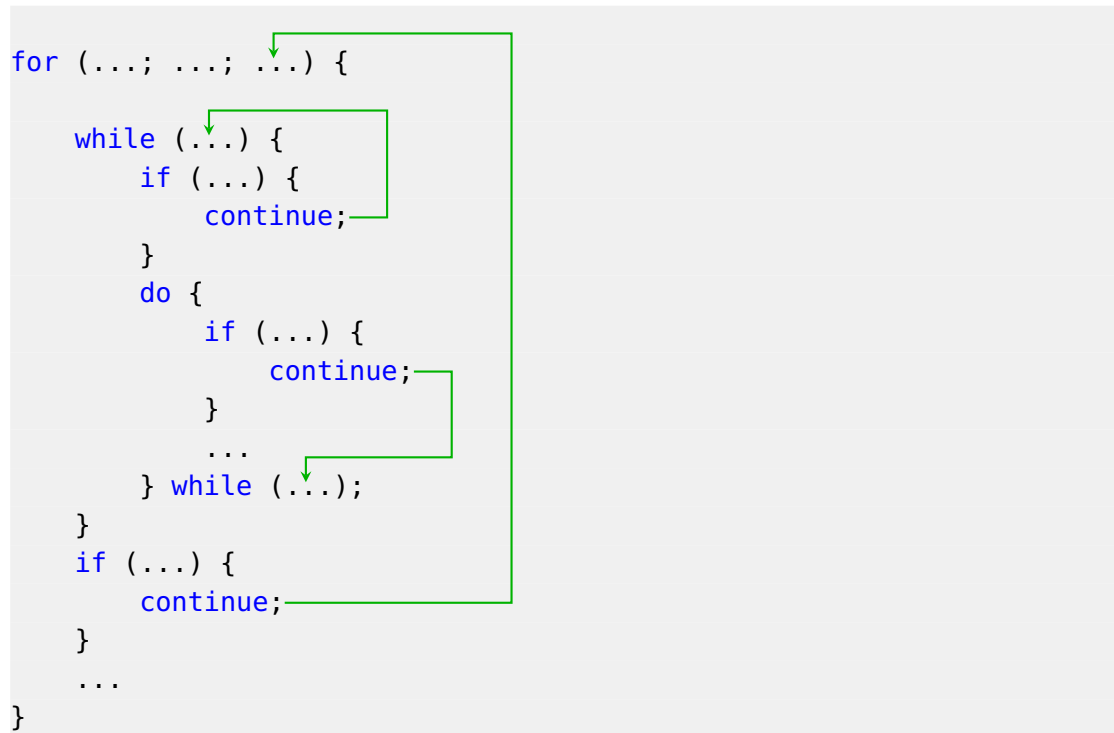 for (...; ...; ...) {
while (...) {
if (...) {
continue;
}
do {
if (...) {
continue;
}
...
} while (...);
}
if (...) {
continue;
}
...
}